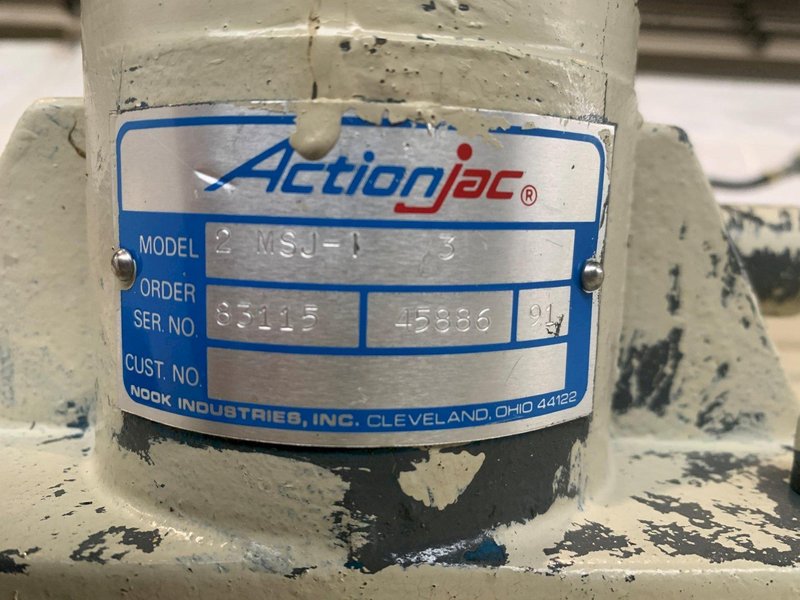 Actionjac®
MODEL 2 MSJ-1 3
ORDER
SER. NO. 83115 45886 91
CUST. NO.
NOOK INDUSTRIES, INC. CLEVELAND, OHIO 44122